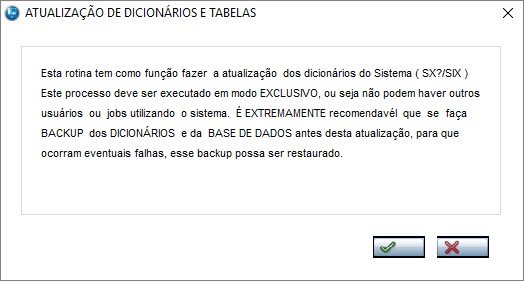 ATUALIZAÇÃO DE DICIONÁRIOS E TABELAS
Esta rotina tem como função fazer a atualização dos dicionários do Sistema ( SX?/SIX )
Este processo deve ser executado em modo EXCLUSIVO, ou seja não podem haver outros
usuários ou jobs utilizando o sistema. É EXTREMAMENTE recomendavél que se faça
BACKUP dos DICIONÁRIOS e da BASE DE DADOS antes desta atualização, para que
ocorram eventuais falhas, esse backup possa ser restaurado.